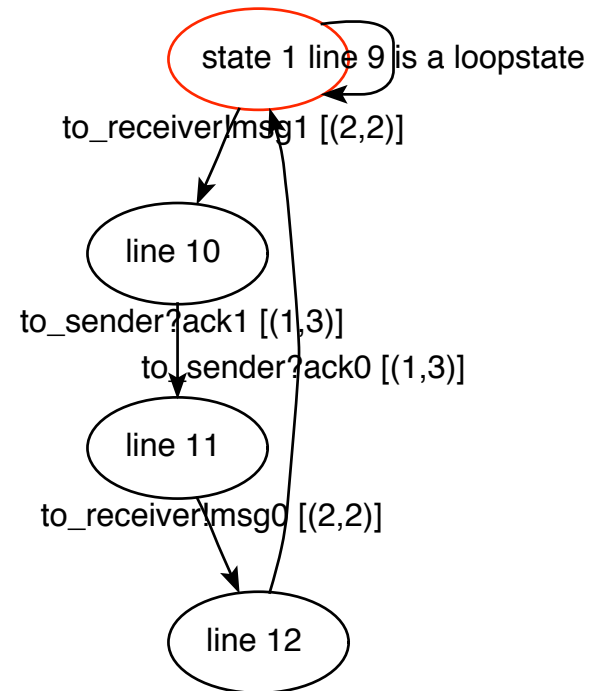 state 1 line 9 is a loopstate
to_receiver!msg1 [(2,2)]
line 10
to_sender?ack1 [(1,3)]
to_sender?ack0 [(1,3)]
line 11
to_receiver!msg0 [(2,2)]
line 12